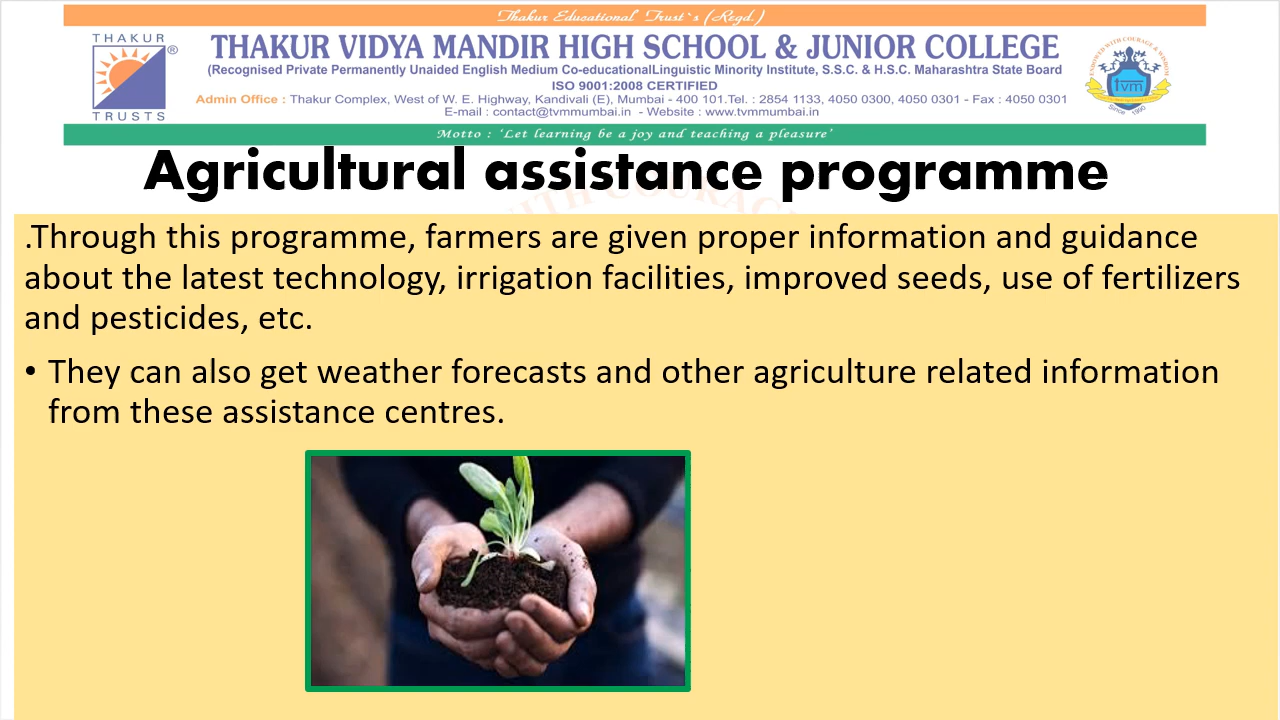 Thakur Educational Trust`s (Regd.)
THAKUR
TRUSTS
®
THAKUR VIDYA MANDIR HIGH SCHOOL & JUNIOR COLLEGE
(Recognised Private Permanently Unaided English Medium Co-educationalLinguistic Minority Institute, S.S.C. & H.S.C. Maharashtra State Board
ISO 9001:2008 CERTIFIED
Admin Office : Thakur Complex, West of W. E. Highway, Kandivali (E), Mumbai - 400 101.Tel. : 2854 1133, 4050 0300, 4050 0301 - Fax : 4050 0301
E-mail : contact@tvmmumbai.in - Website : www.tvmmumbai.in
tvm
Since 1990
Motto : ‘Let learning be a joy and teaching a pleasure’
Agricultural assistance programme
WITH COURAGE
.Through this programme, farmers are given proper information and guidance
about the latest technology, irrigation facilities, improved seeds, use of fertilizers
and pesticides, etc.
• They can also get weather forecasts and other agriculture related information
from these assistance centres.